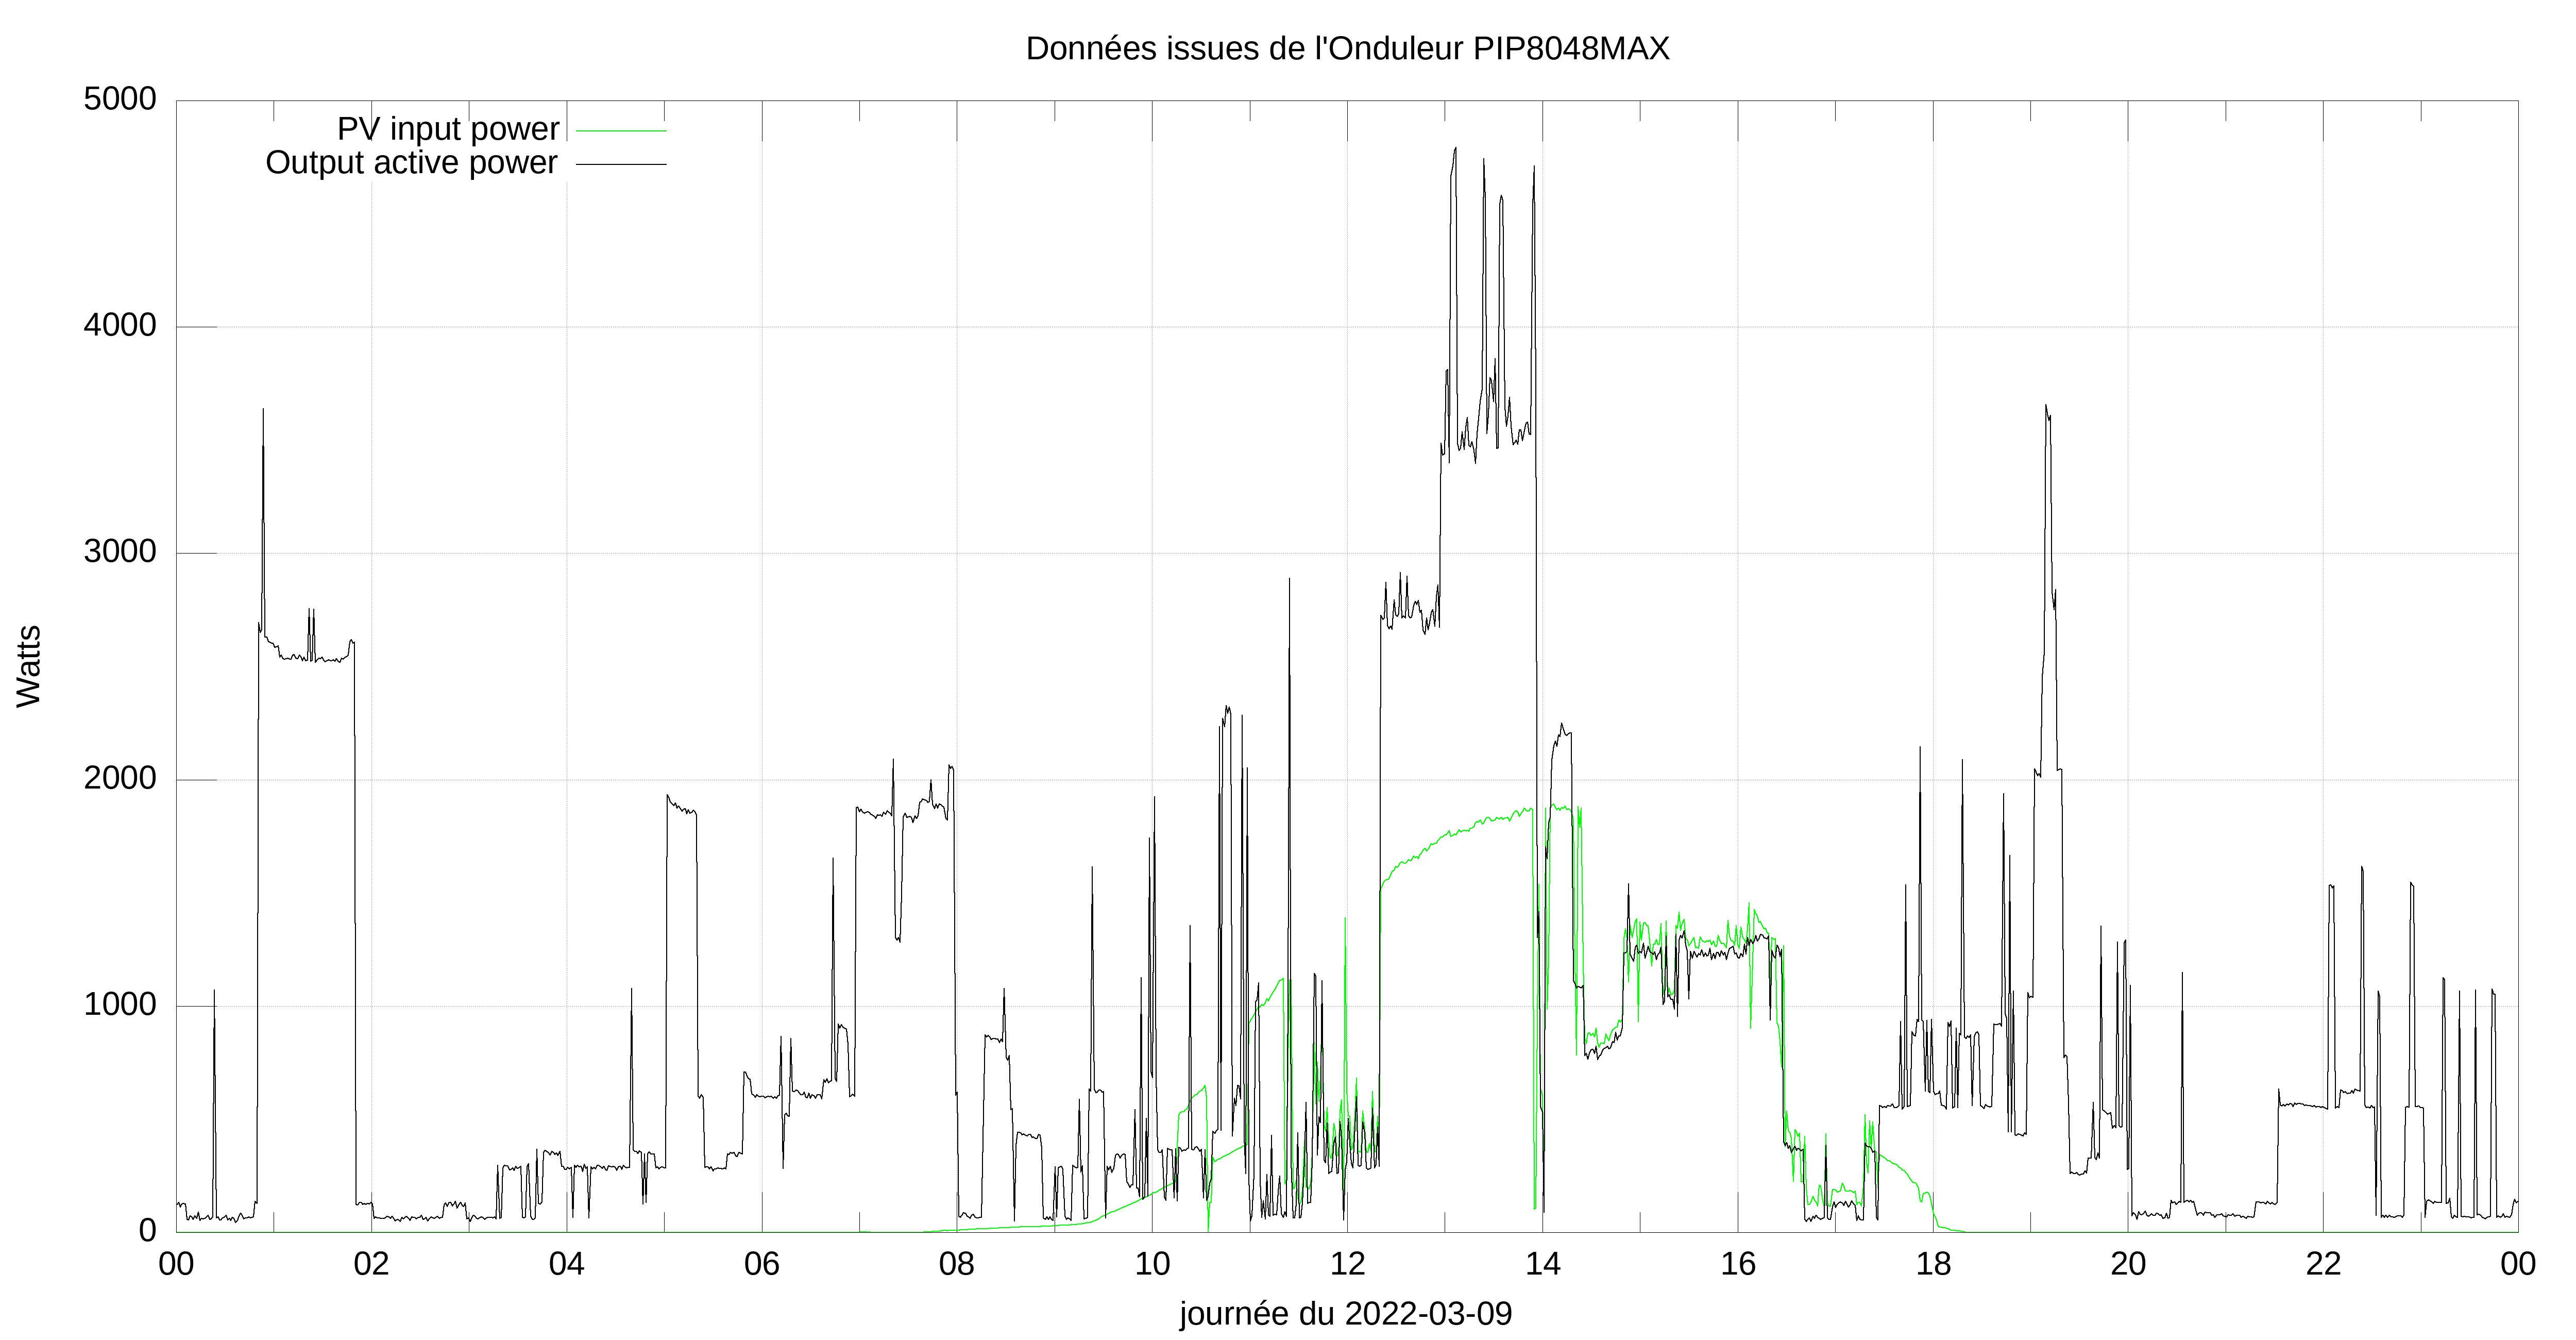 Données issues de l'Onduleur PIP8048MAX
5000
PV input power
Output active power
4000
3000
Watts
2000
1000
0
00 02 04 06 08 10 12 14 16 18 20 22 00
journée du 2022-03-09